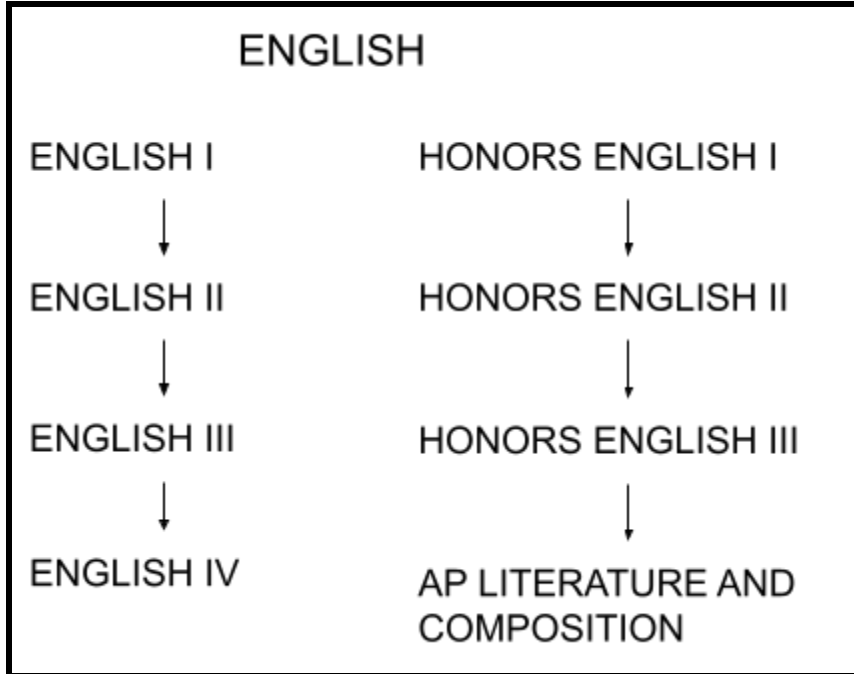 ENGLISH
ENGLISH I
HONORS ENGLISH I
ENGLISH II
HONORS ENGLISH II
ENGLISH III
HONORS ENGLISH III
ENGLISH IV
AP LITERATURE AND
COMPOSITION